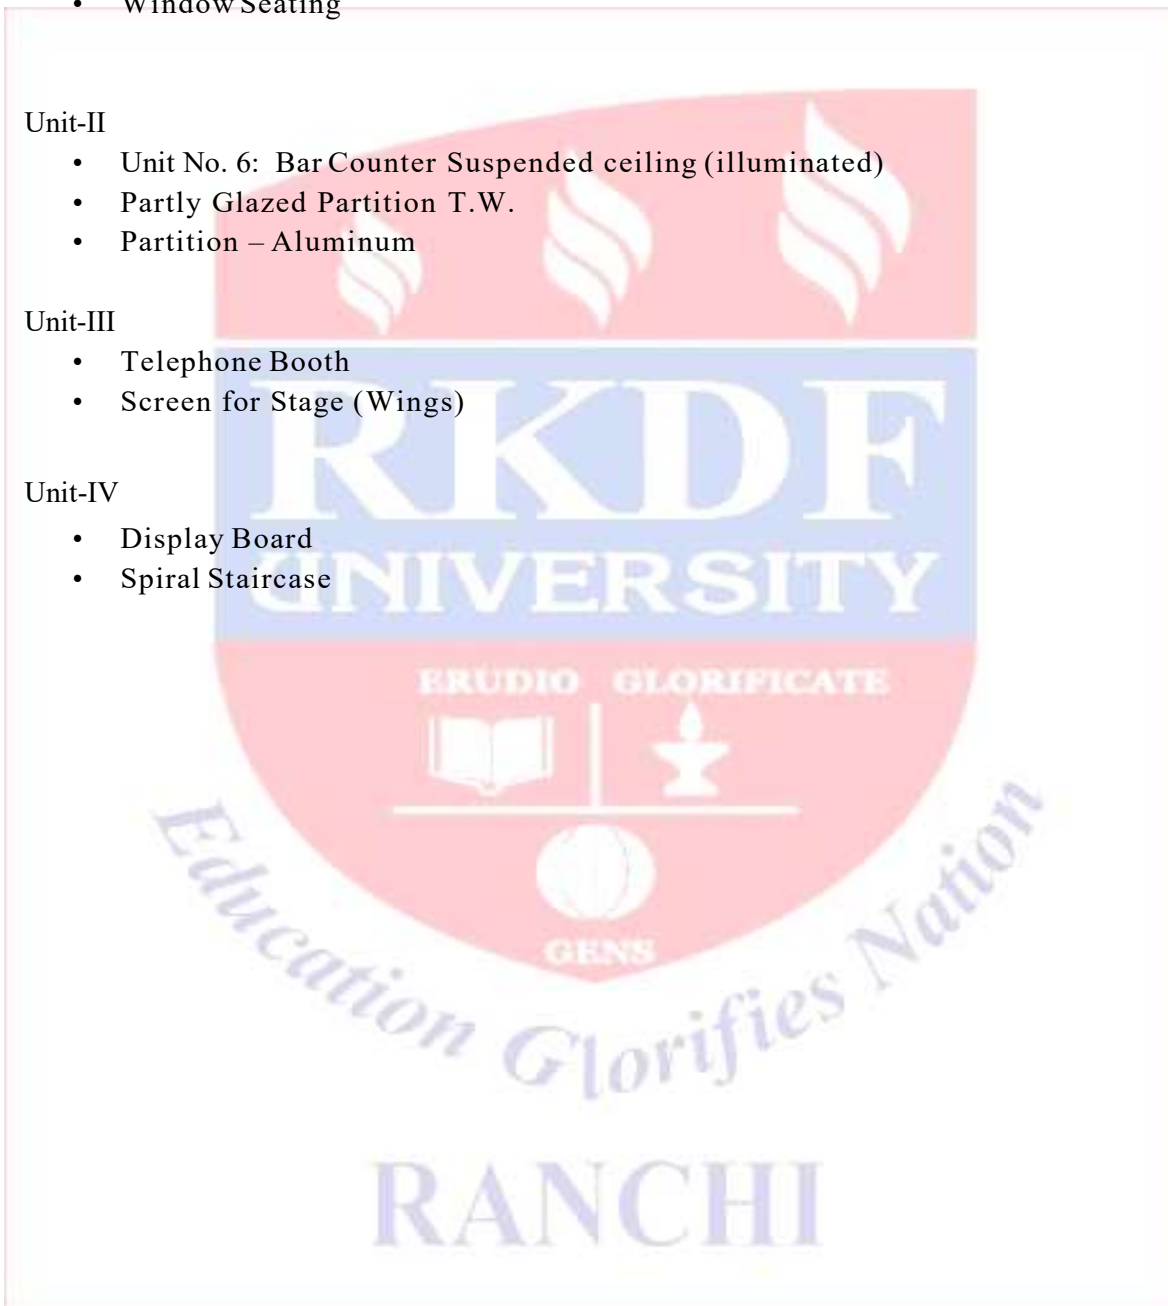 • Window Seating
Unit-II
• Unit No. 6: Bar Counter Suspended ceiling (illuminated)
• Partly Glazed Partition T.W.
• Partition – Aluminum
Unit-III
• Telephone Booth
• Screen for Stage (Wings)
Unit-IV
• Display Board
• Spiral Staircase
RKDF
UNIVERSITY
ERUDIO GLORIFICATE
GENS
Education Glorifies Nation
RANCHI